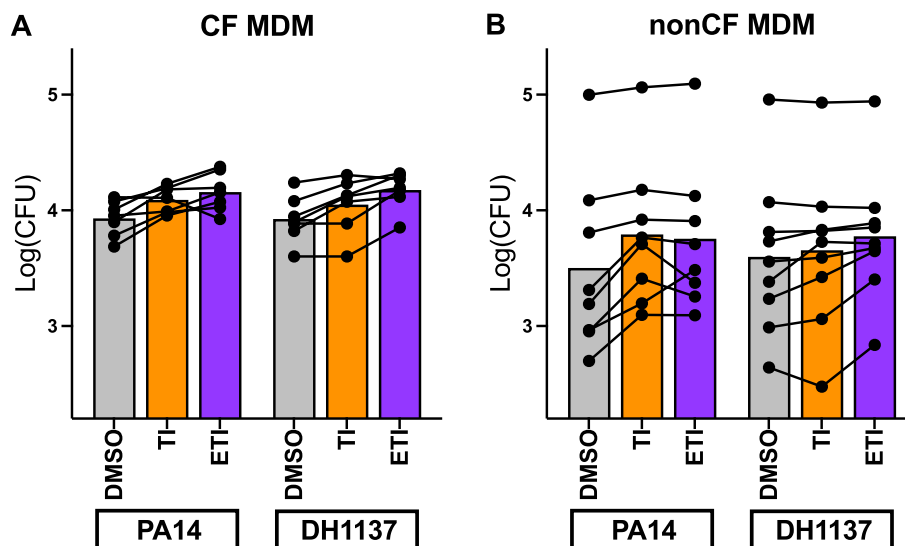 A CF MDM
Log(CFU)
5
4
3
DMSO TI ETI DMSO TI ETI
PA14 DH1137
B nonCF MDM
Log(CFU)
5
4
3
DMSO TI ETI DMSO TI ETI
PA14 DH1137